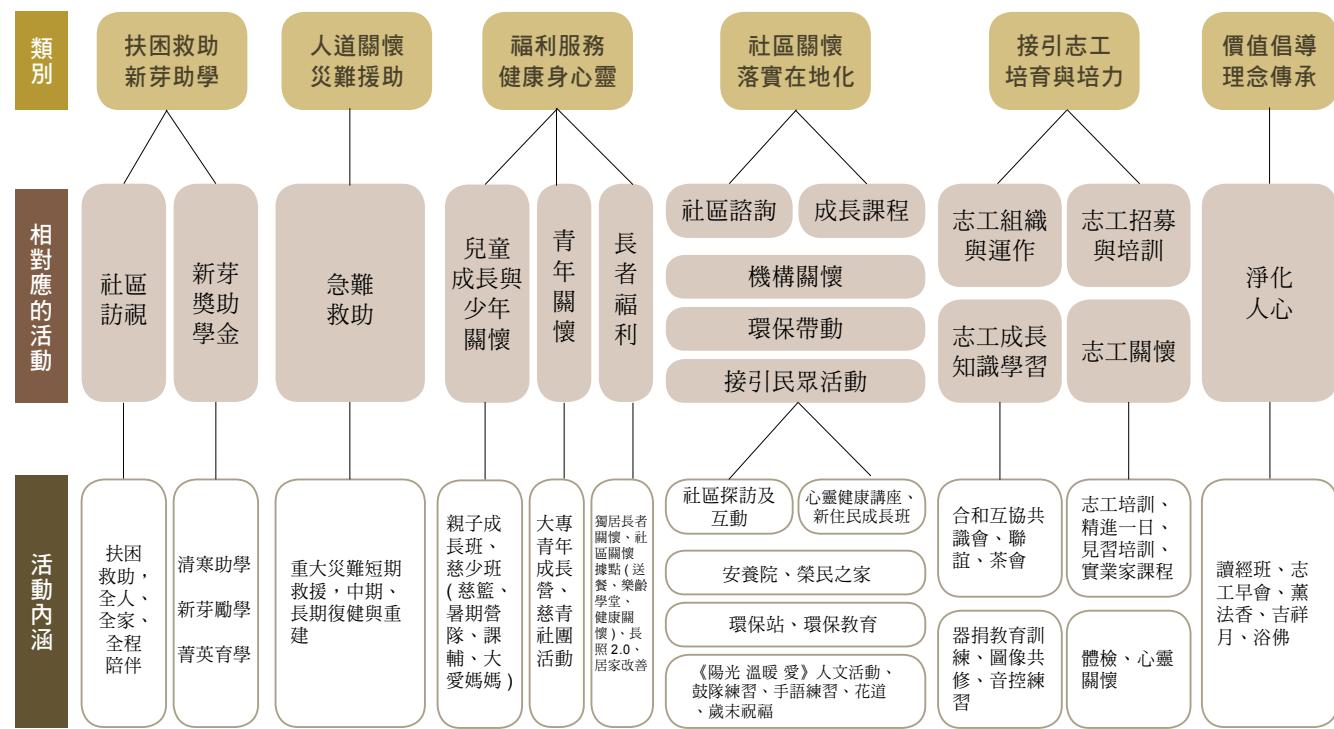 類別
扶困救助
新芽助學
人道關懷
災難援助
福利服務
健康身心靈
社區關懷
落實在地化
接引志工
培育與培力
價值倡導
理念傳承
相對應的活動
社區
訪視
新芽
獎助
學金
急難
救助
兒童
成長與
少年
關懷
青年關懷
長者福利
社區諮詢
成長課程
機構關懷
環保帶動
接引民眾活動
志工組織
與運作
志工招募
與培訓
志工成長
知識學習
志工關懷
淨化
人心
活動內涵
扶困
救助，
全人、
全家、
全程
陪伴
清寒助學
新芽勵學
菁英育學
重大災難短期
救援，中期、
長期復健與重
建
親子成
長班、
慈少班
( 慈籃、
暑期營
隊、課
輔、大
愛媽媽 )
大專
青年
成長
營、
慈青
社團
活動
獨居長者
關懷、社
區關懷
據點 ( 送
餐、樂齡
學堂、
健康關
懷 )、長
照 2.0、
居家改善
社區探訪及
互動
心靈健康講座、
新住民成長班
安養院、榮民之家
環保站、環保教育
《陽光 溫暖 愛》人文活動、
鼓隊練習、手語練習、花道
、歲末祝福
合和互協共
識會、聯
誼、茶會
志工培訓、
精進一日、
見習培訓、
實業家課程
器捐教育訓
練、圖像共
修、音控練
習
體檢、心靈
關懷
讀經班、志
工早會、薰
法香、吉祥
月、浴佛